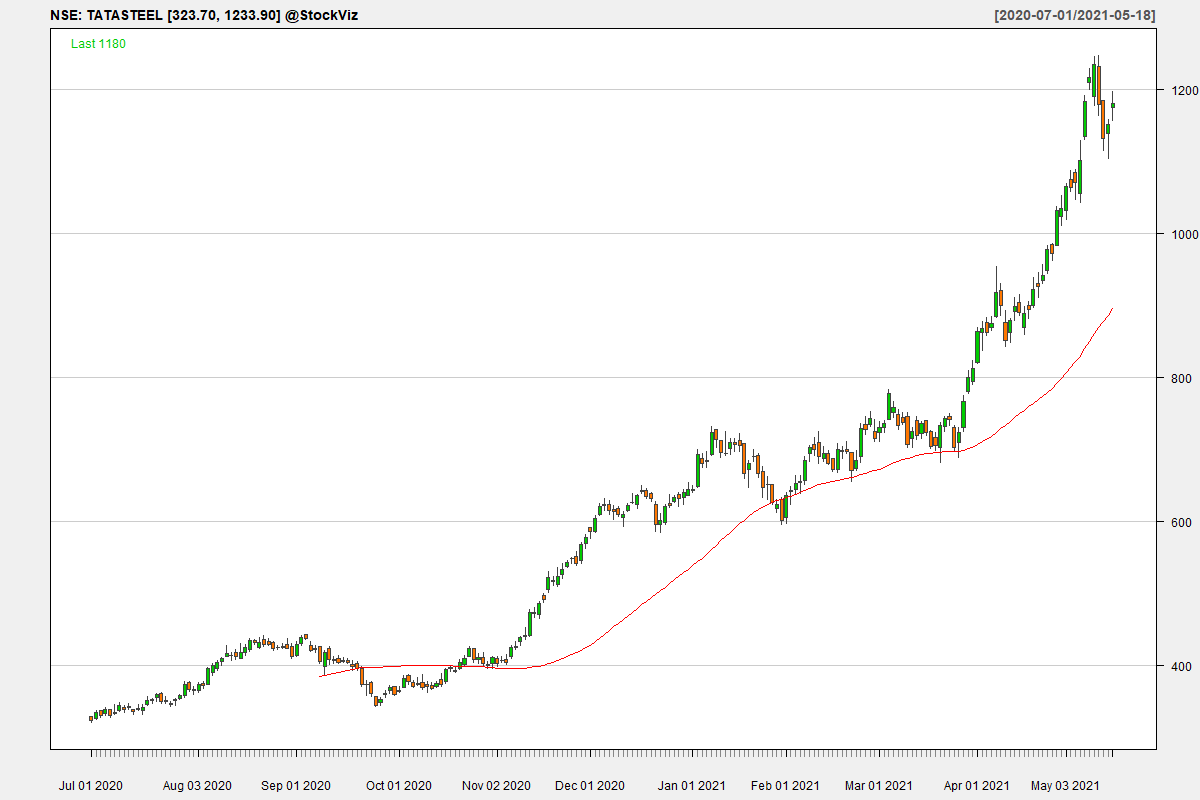 NSE: TATASTEEL [323.70, 1233.90] @StockViz
[2020-07-01/2021-05-18]
Last 1180
1200
1000
800
600
400
Jul 01 2020
Aug 03 2020
Sep 01 2020
Oct 01 2020
Nov 02 2020
Dec 01 2020
Jan 01 2021
Feb 01 2021
Mar 01 2021
Apr 01 2021
May 03 2021